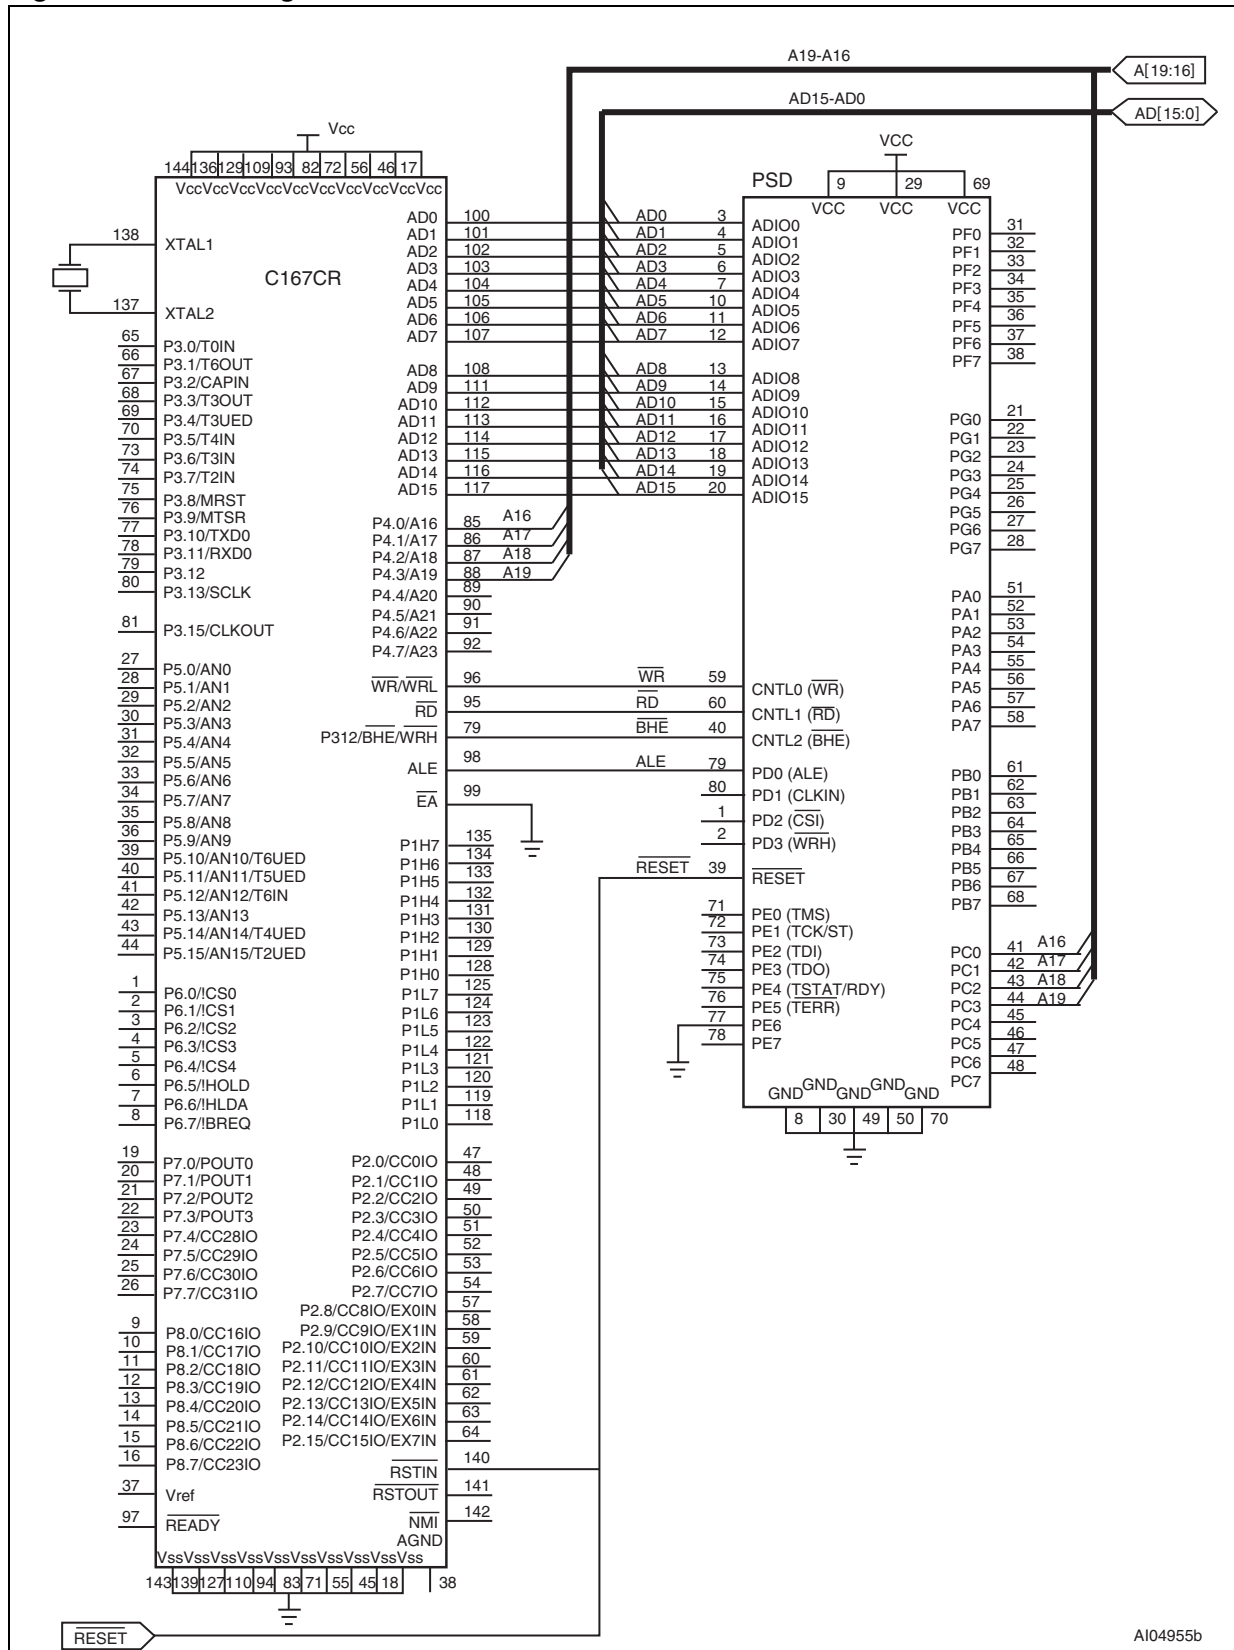 A19-A16
A[19:16]
AD15-AD0
AD[15:0]
Vcc
144 136 129 109 93 82 72 56 46 17
Vcc Vcc Vcc Vcc Vcc Vcc Vcc Vcc Vcc Vcc
C167CR
138 XTAL1
137 XTAL2
65 P3.0/T0IN
66 P3.1/T6OUT
67 P3.2/CAPIN
68 P3.3/T3OUT
69 P3.4/T3UED
70 P3.5/T4IN
73 P3.6/T3IN
74 P3.7/T2IN
75 P3.8/MRST
76 P3.9/MTSR
77 P3.10/TXD0
78 P3.11/RXD0
79 P3.12
80 P3.13/SCLK
81 P3.15/CLKOUT
27 P5.0/AN0
28 P5.1/AN1
29 P5.2/AN2
30 P5.3/AN3
31 P5.4/AN4
32 P5.5/AN5
33 P5.6/AN6
34 P5.7/AN7
35 P5.8/AN8
36 P5.9/AN9
39 P5.10/AN10/T6UED
40 P5.11/AN11/T5UED
41 P5.12/AN12/T6IN
42 P5.13/AN13
43 P5.14/AN14/T4UED
44 P5.15/AN15/T2UED
1 P6.0/!CS0
2 P6.1/!CS1
3 P6.2/!CS2
4 P6.3/!CS3
5 P6.4/!CS4
6 P6.5/!HOLD
7 P6.6/!HLDA
8 P6.7/!BREQ
19 P7.0/POUT0
20 P7.1/POUT1
21 P7.2/POUT2
22 P7.3/POUT3
23 P7.4/CC28IO
24 P7.5/CC29IO
25 P7.6/CC30IO
26 P7.7/CC31IO
9 P8.0/CC16IO
10 P8.1/CC17IO
11 P8.2/CC18IO
12 P8.3/CC19IO
13 P8.4/CC20IO
14 P8.5/CC21IO
15 P8.6/CC22IO
16 P8.7/CC23IO
37 Vref
97 READY
AD0 100 AD0 3 ADIO0
AD1 101 AD1 4 ADIO1
AD2 102 AD2 5 ADIO2
AD3 103 AD3 6 ADIO3
AD4 104 AD4 7 ADIO4
AD5 105 AD5 10 ADIO5
AD6 106 AD6 11 ADIO6
AD7 107 AD7 12 ADIO7
AD8 108 AD8 13 ADIO8
AD9 111 AD9 14 ADIO9
AD10 112 AD10 15 ADIO10
AD11 113 AD11 16 ADIO11
AD12 114 AD12 17 ADIO12
AD13 115 AD13 18 ADIO13
AD14 116 AD14 19 ADIO14
AD15 117 AD15 20 ADIO15
P4.0/A16 85 A16
P4.1/A17 86 A17
P4.2/A18 87 A18
P4.3/A19 88 A19
P4.4/A20 89
P4.5/A21 90
P4.6/A22 91
P4.7/A23 92
WR/WRL 96 WR 59 CNTL0 (WR)
RD 95 RD 60 CNTL1 (RD)
P312/BHE/WRH 79 BHE 40 CNTL2 (BHE)
ALE 98 ALE 79 PD0 (ALE)
EA 99
80 PD1 (CLKIN)
1 PD2 (CSI)
2 PD3 (WRH)
RESET 39 RESET
71 PE0 (TMS)
72 PE1 (TCK/ST)
73 PE2 (TDI)
74 PE3 (TDO)
75 PE4 (TSTAT/RDY)
76 PE5 (TERR)
77 PE6
78 PE7
P1H7 135
P1H6 134
P1H5 133
P1H4 132
P1H3 131
P1H2 130
P1H1 129
P1H0 128
P1L7 125
P1L6 124
P1L5 123
P1L4 122
P1L3 121
P1L2 120
P1L1 119
P1L0 118
P2.0/CC0IO 47
P2.1/CC1IO 48
P2.2/CC2IO 49
P2.3/CC3IO 50
P2.4/CC4IO 51
P2.5/CC5IO 52
P2.6/CC6IO 53
P2.7/CC7IO 54
P2.8/CC8IO/EX0IN 57
P2.9/CC9IO/EX1IN 58
P2.10/CC10IO/EX2IN 59
P2.11/CC11IO/EX3IN 60
P2.12/CC12IO/EX4IN 61
P2.13/CC13IO/EX5IN 62
P2.14/CC14IO/EX6IN 63
P2.15/CC15IO/EX7IN 64
RSTIN 140
RSTOUT 141
NMI 142
AGND
Vss Vss Vss Vss Vss Vss Vss Vss Vss Vss
143 139 127 110 94 83 71 55 45 18 38
VCC
PSD 9 29 69
VCC VCC VCC
PF0 31
PF1 32
PF2 33
PF3 34
PF4 35
PF5 36
PF6 37
PF7 38
PG0 21
PG1 22
PG2 23
PG3 24
PG4 25
PG5 26
PG6 27
PG7 28
PA0 51
PA1 52
PA2 53
PA3 54
PA4 55
PA5 56
PA6 57
PA7 58
PB0 61
PB1 62
PB2 63
PB3 64
PB4 65
PB5 66
PB6 67
PB7 68
PC0 41 A16
PC1 42 A17
PC2 43 A18
PC3 44 A19
PC4 45
PC5 46
PC6 47
PC7 48
GND GND GND GND GND
8 30 49 50 70
RESET
AI04955b